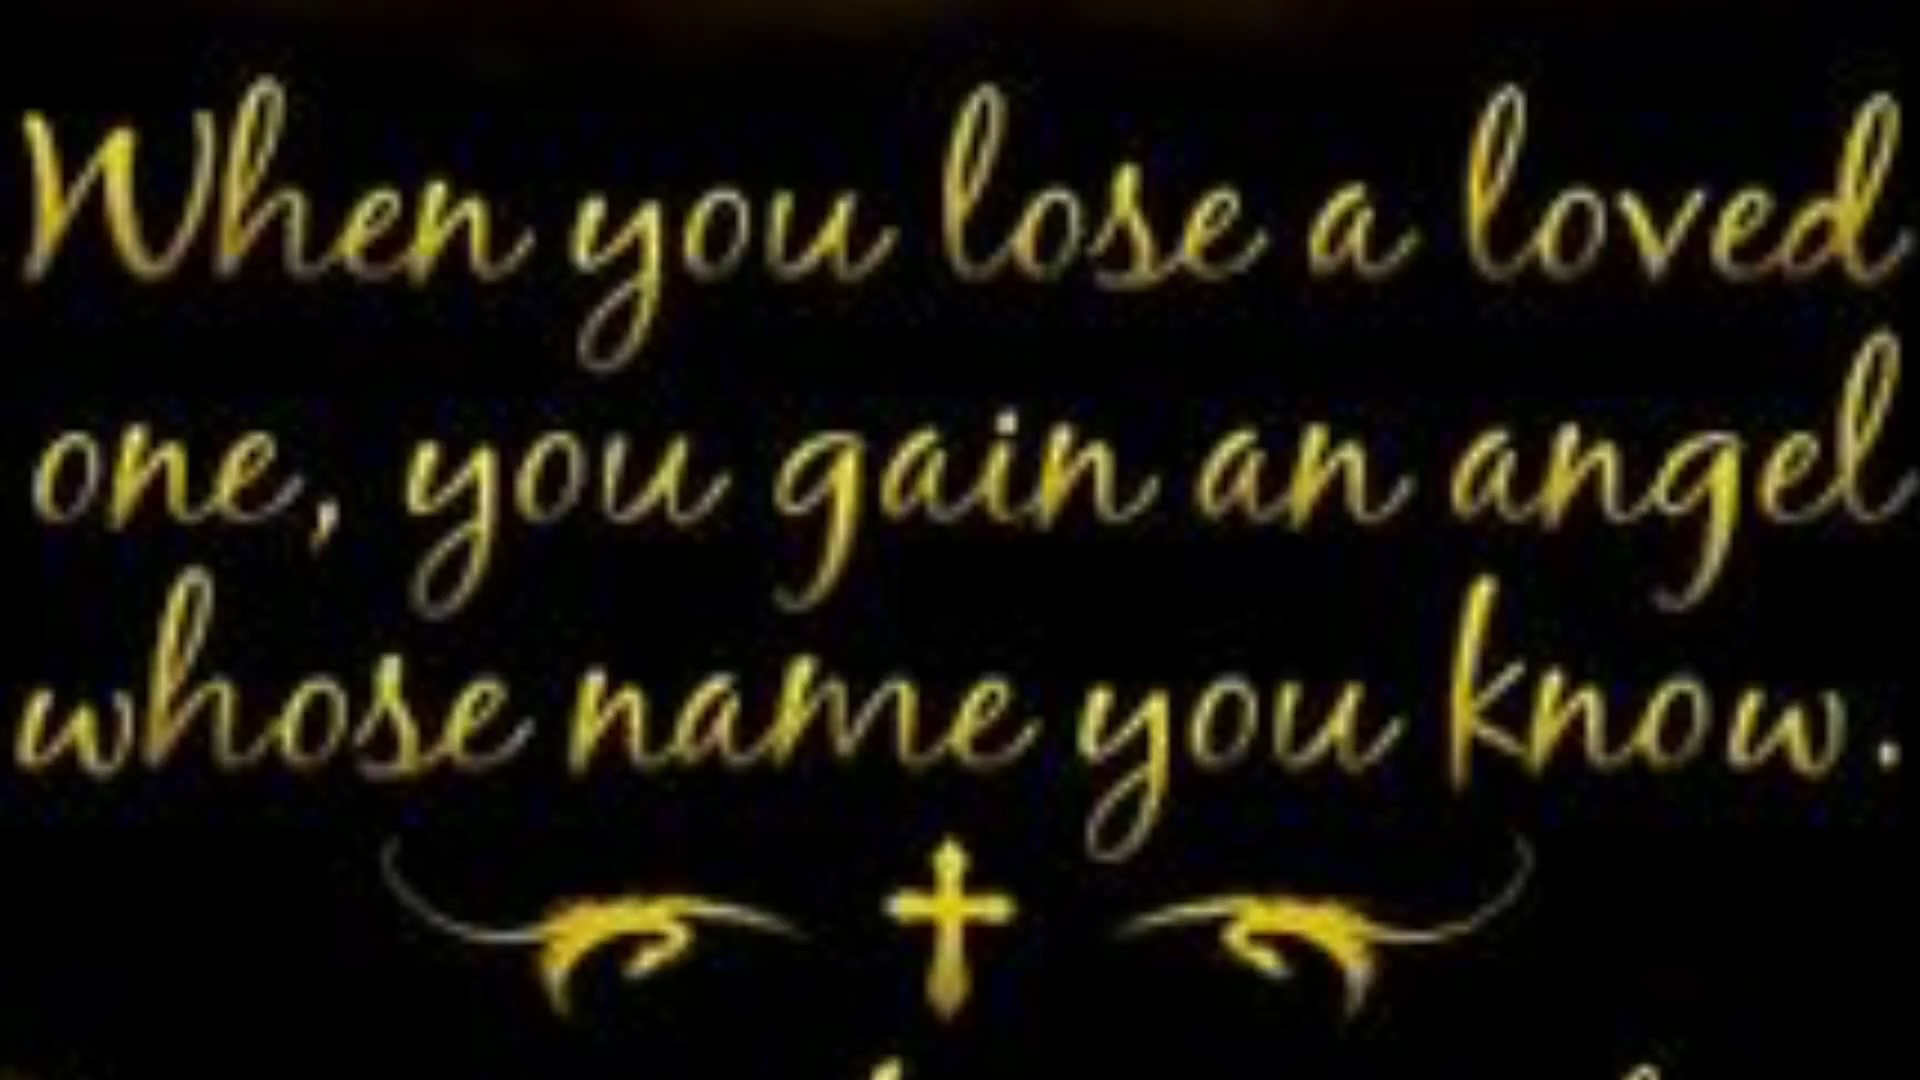 When you lose a loved
one, you gain an angel
whose name you know.